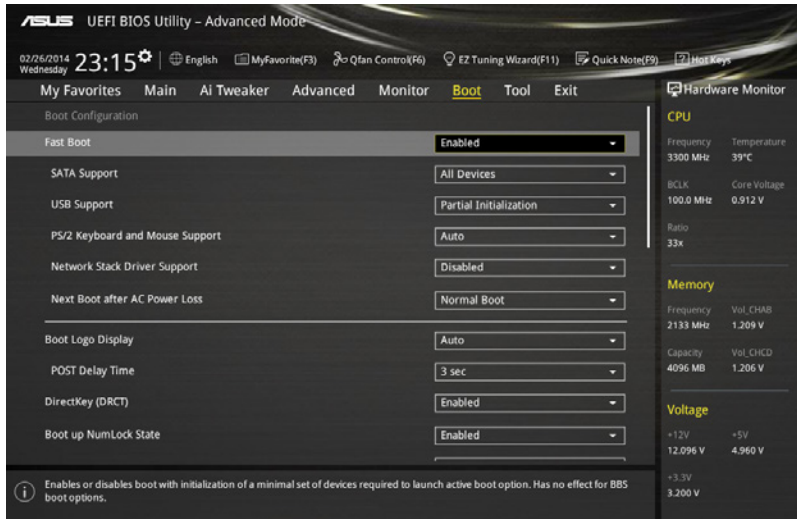 ASUS UEFI BIOS Utility – Advanced Mode
02/26/2014 Wednesday 23:15 English MyFavorite(F3) Qfan Control(F6) EZ Tuning Wizard(F11) Quick Note(F9) ? Hot Keys
My Favorites Main Ai Tweaker Advanced Monitor Boot Tool Exit
Boot Configuration
Fast Boot Enabled
SATA Support All Devices
USB Support Partial Initialization
PS/2 Keyboard and Mouse Support Auto
Network Stack Driver Support Disabled
Next Boot after AC Power Loss Normal Boot
Boot Logo Display Auto
POST Delay Time 3 sec
DirectKey (DRCT) Enabled
Boot up NumLock State Enabled
i Enables or disables boot with initialization of a minimal set of devices required to launch active boot option. Has no effect for BBS
boot options.
Hardware Monitor
CPU
Frequency Temperature
3300 MHz 39°C
BCLK Core Voltage
100.0 MHz 0.912 V
Ratio
33x
Memory
Frequency Vol_CHAB
2133 MHz 1.209 V
Capacity Vol_CHCD
4096 MB 1.206 V
Voltage
+12V +5V
12.096 V 4.960 V
+3.3V
3.200 V